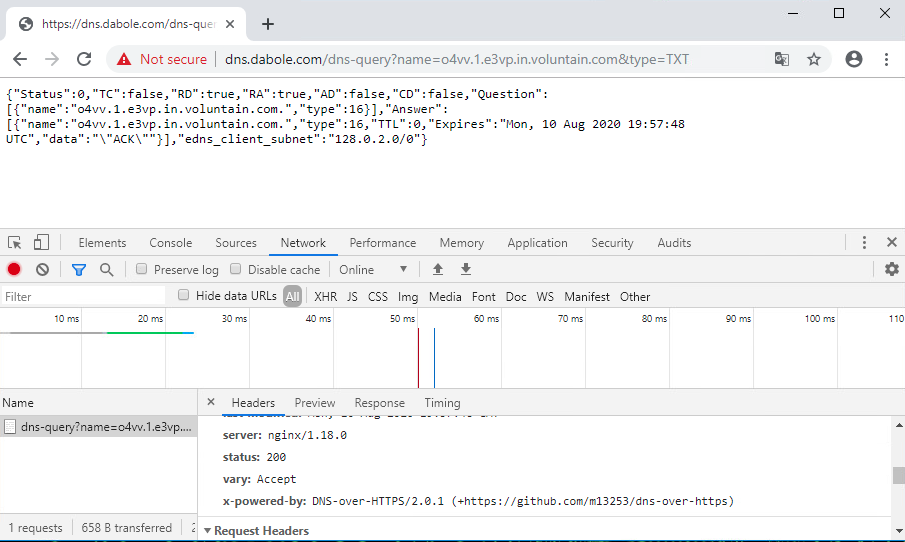 https://dns.dabole.com/dns-quer
Not secure
dns.dabole.com/dns-query?name=o4vv.1.e3vp.in.voluntain.com&type=TXT
{"Status":0,"TC":false,"RD":true,"RA":true,"AD":false,"CD":false,"Question":
[{"name":"o4vv.1.e3vp.in.voluntain.com.","type":16}],"Answer":
[{"name":"o4vv.1.e3vp.in.voluntain.com.","type":16,"TTL":0,"Expires":"Mon, 10 Aug 2020 19:57:48
UTC","data":"\"ACK\""}],"edns_client_subnet":"128.0.2.0/0"}
Elements Console Sources Network Performance Memory Application Security Audits
Preserve log Disable cache Online
Filter Hide data URLs All XHR JS CSS Img Media Font Doc WS Manifest Other
10 ms 20 ms 30 ms 40 ms 50 ms 60 ms 70 ms 80 ms 90 ms 100 ms 110
Name Headers Preview Response Timing
dns-query?name=o4vv.1.e3vp....
server: nginx/1.18.0
status: 200
vary: Accept
x-powered-by: DNS-over-HTTPS/2.0.1 (+https://github.com/m13253/dns-over-https)
Request Headers
1 requests 658 B transferred 2